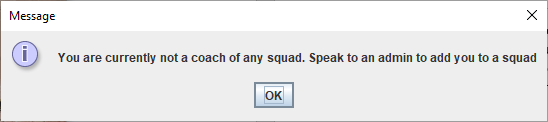 Message
You are currently not a coach of any squad. Speak to an admin to add you to a squad
OK